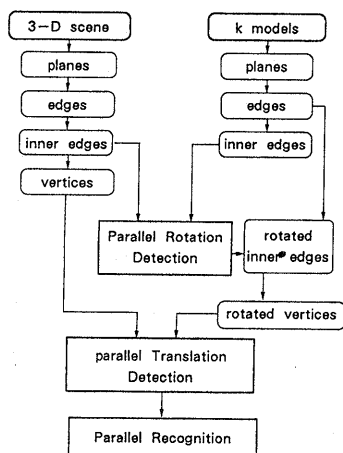 3-D scene
planes
edges
inner edges
vertices
k models
planes
edges
inner edges
Parallel Rotation
Detection
rotated
inner edges
rotated vertices
parallel Translation
Detection
Parallel Recognition